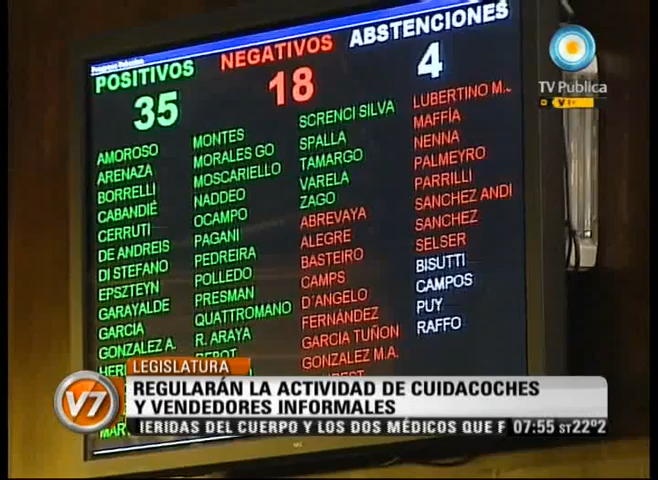 POSITIVOS
35
NEGATIVOS
18
ABSTENCIONES
4
AMOROSO
ARENAZA
BORRELLI
CABANDIÉ
CERRUTI
DE ANDREIS
DI STEFANO
EPSZTEYN
GARAYALDE
GARCIA
GONZALEZ A.
MONTES
MORALES GO
MOSCARIELLO
NADDEO
OCAMPO
PAGANI
PEDREIRA
POLLEDO
PRESMAN
QUATTROMANO
R. ARAYA
SCRENCI SILVA
SPALLA
TAMARGO
VARELA
ZAGO
ABREVAYA
ALEGRE
BASTEIRO
CAMPS
D´ANGELO
FERNÁNDEZ
GARCIA TUÑON
GONZALEZ M.A.
LUBERTINO M.~
MAFFÍA
NENNA
PALMEYRO
PARRILLI
SANCHEZ ANDI
SANCHEZ
SELSER
BISUTTI
CAMPOS
PUY
RAFFO
TV Pública
V7
LEGISLATURA
REGULARÁN LA ACTIVIDAD DE CUIDACOCHES
Y VENDEDORES INFORMALES
IERIDAS DEL CUERPO Y LOS DOS MÉDICOS QUE F
07:55 ST22º2